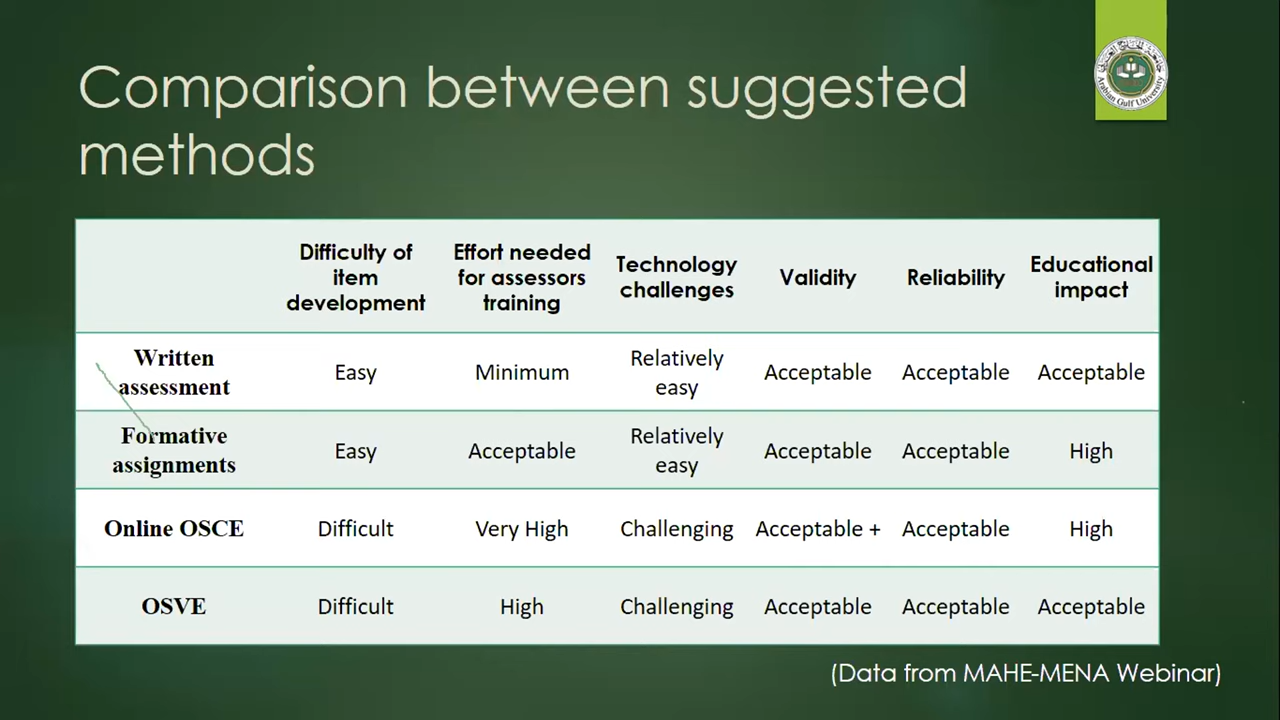 Comparison between suggested
methods
Arabian Gulf University
Difficulty of
item
development
Effort needed
for assessors
training
Technology
challenges
Validity
Reliability
Educational
impact
Written
assessment
Easy
Minimum
Relatively
easy
Acceptable
Acceptable
Acceptable
Formative
assignments
Easy
Acceptable
Relatively
easy
Acceptable
Acceptable
High
Online OSCE
Difficult
Very High
Challenging
Acceptable +
Acceptable
High
OSVE
Difficult
High
Challenging
Acceptable
Acceptable
Acceptable
(Data from MAHE-MENA Webinar)